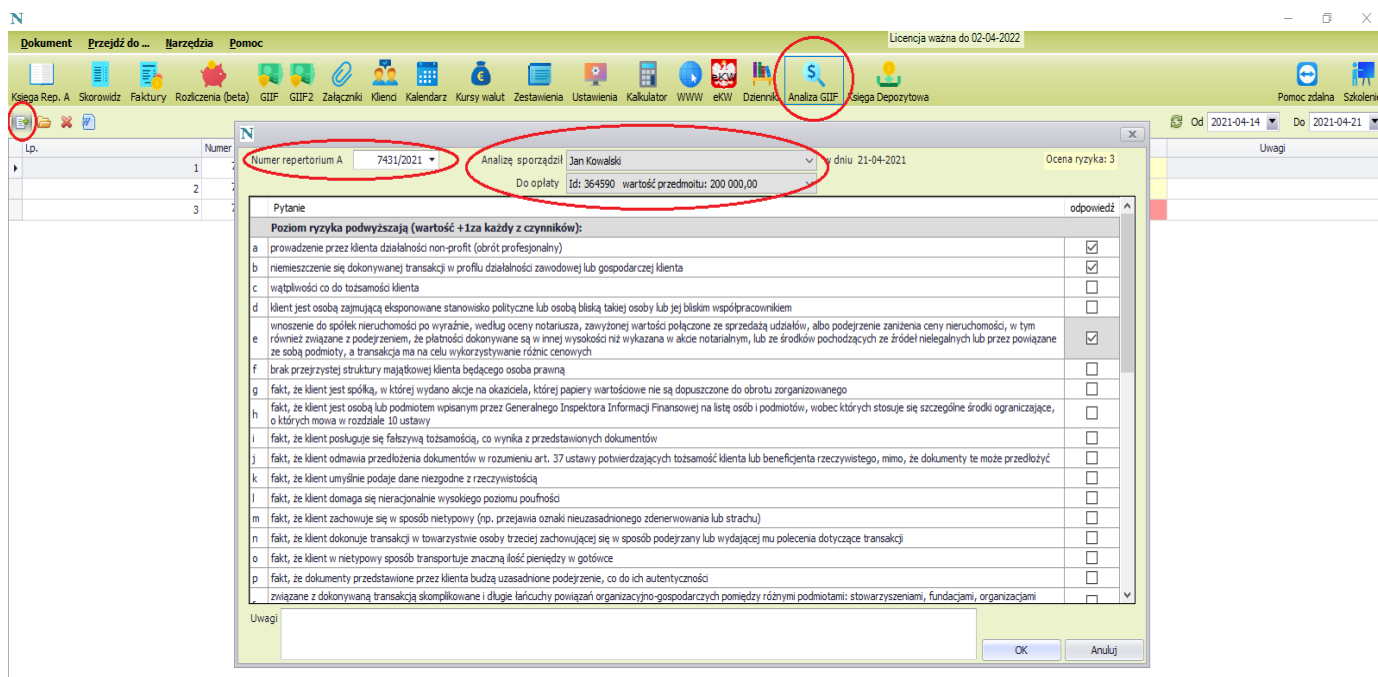 N
Dokument Przejdź do ... Narzędzia Pomoc
Licencja ważna do 02-04-2022
Księga Rep. A Skorowidz Faktury Rozliczenia (beta) GIIF GIIF2 Załączniki Klienci Kalendarz Kursy walut Zestawienia Ustawienia Kalkulator WWW eKW Dziennik Analiza GIIF Księga Depozytowa Pomoc zdalna Szkolenie
Od 2021-04-14 Do 2021-04-21
Lp. Numer Uwagi
1 7
2 7
3 7
N
Numer repertorium A 7431/2021 Analizę sporządził Jan Kowalski w dniu 21-04-2021 Ocena ryzyka: 3
Do opłaty Id: 364590 wartość przedmoitu: 200 000,00
Pytanie odpowiedź
Poziom ryzyka podwyższają (wartość +1za każdy z czynników):
a prowadzenie przez klienta działalności non-profit (obrót profesjonalny)
b niemieszczenie się dokonywanej transakcji w profilu działalności zawodowej lub gospodarczej klienta
c wątpliwości co do tożsamości klienta
d klient jest osobą zajmującą eksponowane stanowisko polityczne lub osobą bliską takiej osoby lub jej bliskim współpracownikiem
e wnoszenie do spółek nieruchomości po wyraźnie, według oceny notariusza, zawyżonej wartości połączone ze sprzedażą udziałów, albo podejrzenie zaniżenia ceny nieruchomości, w tym
również związane z podejrzeniem, że płatności dokonywane są w innej wysokości niż wykazana w akcie notarialnym, lub ze środków pochodzących ze źródeł nielegalnych lub przez powiązane
ze sobą podmioty, a transakcja ma na celu wykorzystywanie różnic cenowych
f brak przejrzystej struktury majątkowej klienta będącego osoba prawną
g fakt, że klient jest spółką, w której wydano akcje na okaziciela, której papiery wartościowe nie są dopuszczone do obrotu zorganizowanego
h fakt, że klient jest osobą lub podmiotem wpisanym przez Generalnego Inspektora Informacji Finansowej na listę osób i podmiotów, wobec których stosuje się szczególne środki ograniczające,
o których mowa w rozdziale 10 ustawy
i fakt, że klient posługuje się fałszywą tożsamością, co wynika z przedstawionych dokumentów
j fakt, że klient odmawia przedłożenia dokumentów w rozumieniu art. 37 ustawy potwierdzających tożsamość klienta lub beneficjenta rzeczywistego, mimo, że dokumenty te może przedłożyć
k fakt, że klient umyślnie podaje dane niezgodne z rzeczywistością
l fakt, że klient domaga się nieracjonalnie wysokiego poziomu poufności
m fakt, że klient zachowuje się w sposób nietypowy (np. przejawia oznaki nieuzasadnionego zdenerwowania lub strachu)
n fakt, że klient dokonuje transakcji w towarzystwie osoby trzeciej zachowującej się w sposób podejrzany lub wydającej mu polecenia dotyczące transakcji
o fakt, że klient w nietypowy sposób transportuje znaczną ilość pieniędzy w gotówce
p fakt, że dokumenty przedstawione przez klienta budzą uzasadnione podejrzenie, co do ich autentyczności
związane z dokonywaną transakcją skomplikowane i długie łańcuchy powiązań organizacyjno-gospodarczych pomiędzy różnymi podmiotami: stowarzyszeniami, fundacjami, organizacjami
Uwagi
OK Anuluj